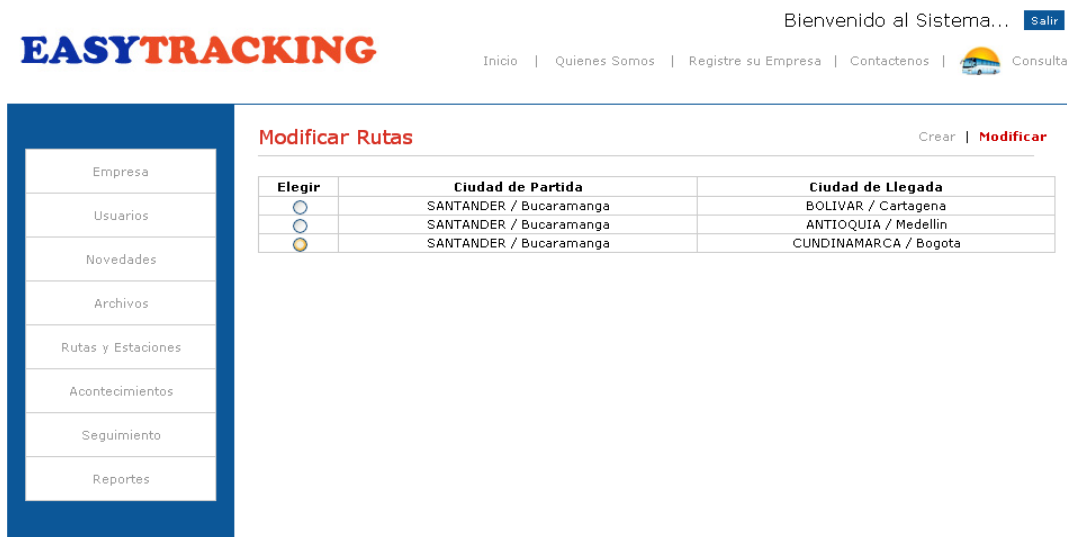 Bienvenido al Sistema... Salir
EASYTRACKING
Inicio | Quienes Somos | Registre su Empresa | Contactenos | Consulta
Modificar Rutas
Crear | Modificar
Empresa
Usuarios
Novedades
Archivos
Rutas y Estaciones
Acontecimientos
Seguimiento
Reportes
Elegir Ciudad de Partida Ciudad de Llegada
SANTANDER / Bucaramanga BOLIVAR / Cartagena
SANTANDER / Bucaramanga ANTIOQUIA / Medellin
SANTANDER / Bucaramanga CUNDINAMARCA / Bogota